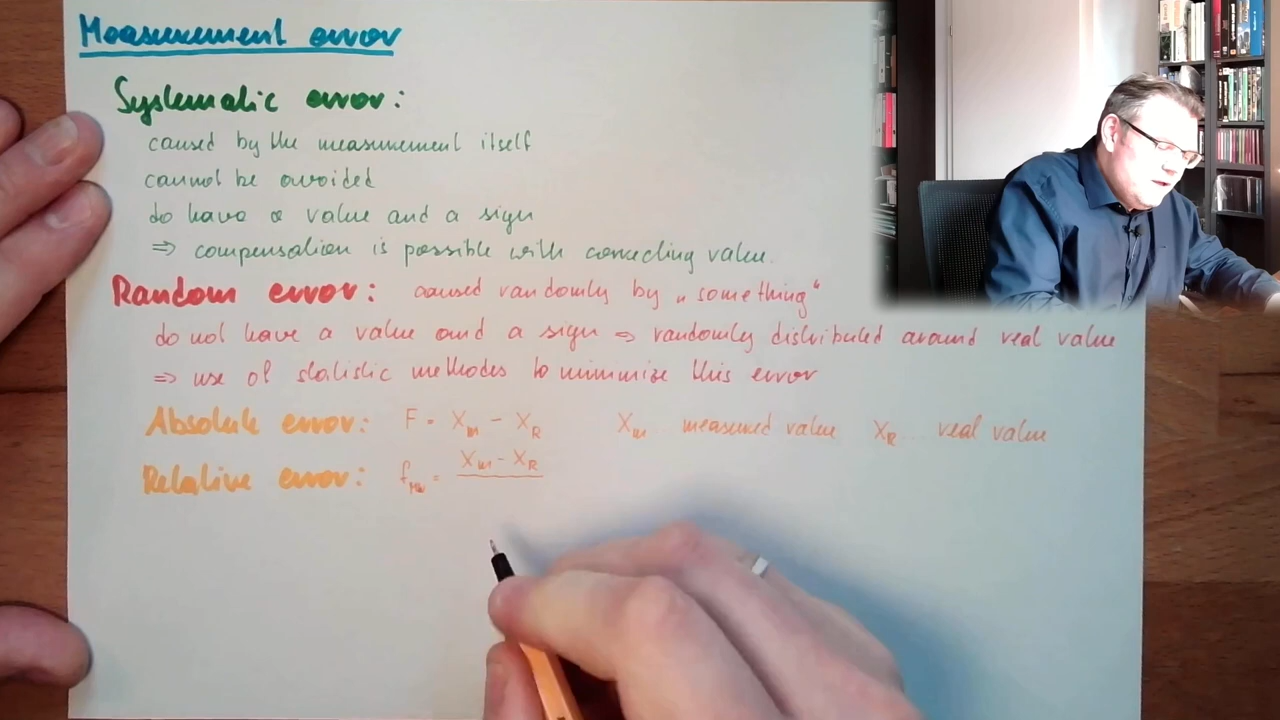 Measurement error
Systematic error:
caused by the measurement itself
cannot be avoided
do have a value and a sign
⇒ compensation is possible with correcting value.
Random error: caused randomly by „something“
do not have a value and a sign ⇒ randomly distributed around real value
⇒ use of statistic methodes to minimize this error
Absolute error: F = X_m - X_R X_m .. measured value X_R ... real value
Relative error: f = X_m - X_R